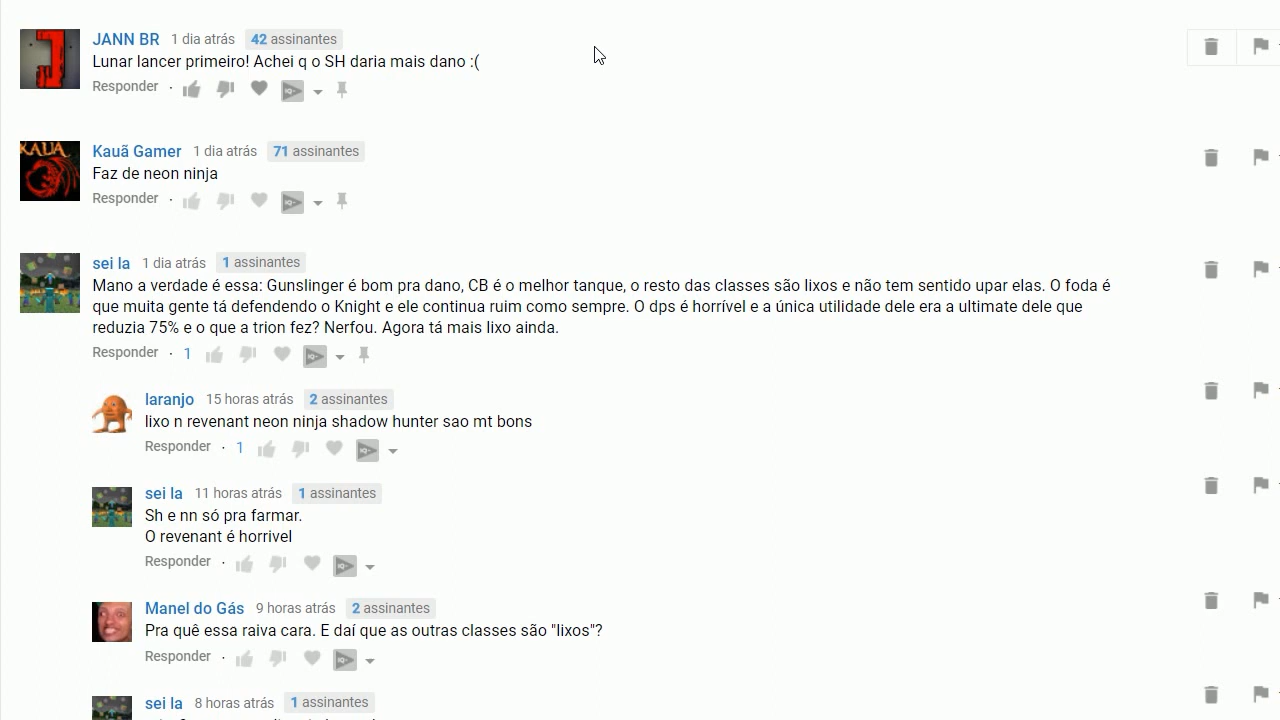 JANN BR 1 dia atrás 42 assinantes
Lunar lancer primeiro! Achei q o SH daria mais dano :(
Responder ·
KAUA
Kauã Gamer 1 dia atrás 71 assinantes
Faz de neon ninja
Responder ·
sei la 1 dia atrás 1 assinantes
Mano a verdade é essa: Gunslinger é bom pra dano, CB é o melhor tanque, o resto das classes são lixos e não tem sentido upar elas. O foda é
que muita gente tá defendendo o Knight e ele continua ruim como sempre. O dps é horrível e a única utilidade dele era a ultimate dele que
reduzia 75% e o que a trion fez? Nerfou. Agora tá mais lixo ainda.
Responder · 1
laranjo 15 horas atrás 2 assinantes
lixo n revenant neon ninja shadow hunter sao mt bons
Responder · 1
sei la 11 horas atrás 1 assinantes
Sh e nn só pra farmar.
O revenant é horrivel
Responder ·
Manel do Gás 9 horas atrás 2 assinantes
Pra quê essa raiva cara. E daí que as outras classes são "lixos"?
Responder ·
sei la 8 horas atrás 1 assinantes